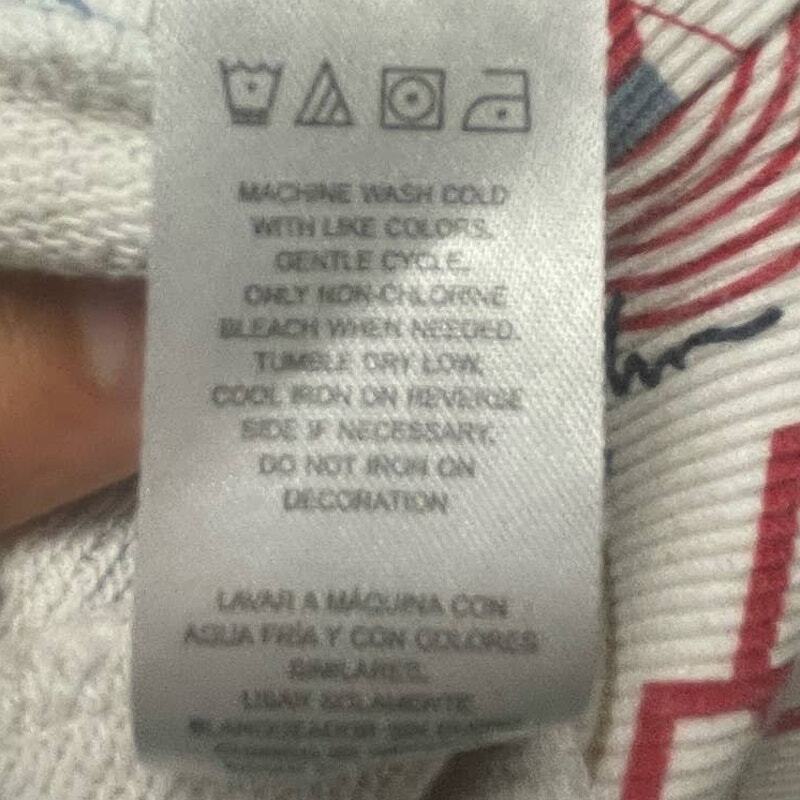 MACHINE WASH COLD
WITH LIKE COLORS.
GENTLE CYCLE.
ONLY NON-CHLORINE
BLEACH WHEN NEEDED.
TUMBLE DRY LOW.
COOL IRON ON REVERSE
SIDE IF NECESSARY.
DO NOT IRON ON
DECORATION
LAVAR A MÁQUINA CON
AGUA FRÍA Y CON COLORES
SIMILARES.
USAR SOLAMENTE
BLANQUEADOR SIN